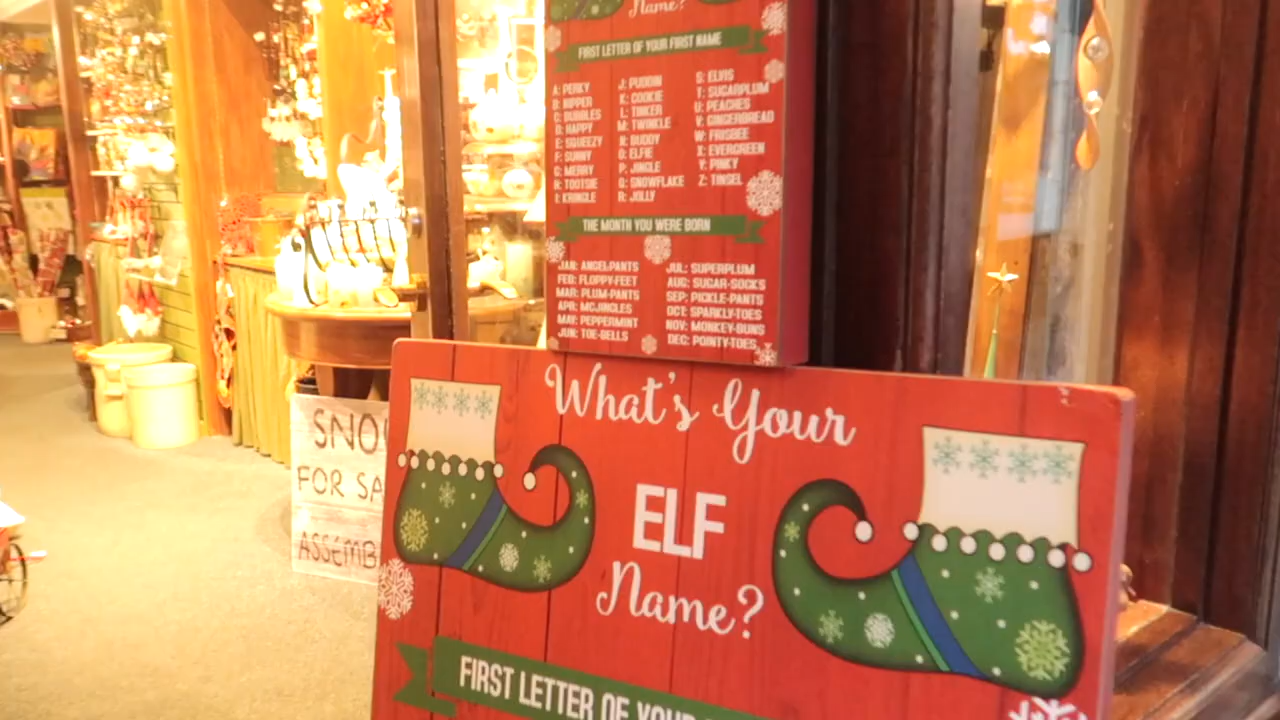 Name?
FIRST LETTER OF YOUR FIRST NAME
A: PERKY
B: NIPPER
C: BUBBLES
D: HAPPY
E: SQUEEZY
F: SUNNY
G: MERRY
H: TOOTSIE
I: KRINGLE
J: PUDDIN
K: COOKIE
L: TINKER
M: TWINKLE
N: BUDDY
O: ELFIE
P: JINGLE
Q: SNOWFLAKE
R: JOLLY
S: ELVIS
T: SUGARPLUM
U: PEACHES
V: GINGERBREAD
W: FRISBEE
X: EVERGREEN
Y: PINKY
Z: TINSEL
THE MONTH YOU WERE BORN
JAN: ANGEL-PANTS
FEB: FLOPPY-FEET
MAR: PLUM-PANTS
APR: MCJINGLES
MAY: PEPPERMINT
JUN: TOE-BELLS
JUL: SUPERPLUM
AUG: SUGAR-SOCKS
SEP: PICKLE-PANTS
OCT: SPARKLY-TOES
NOV: MONKEY-BUNS
DEC: POINTY-TOES
What's Your
ELF
Name?
FIRST LETTER OF YOUR
SNO
FOR SA
ASSEMB